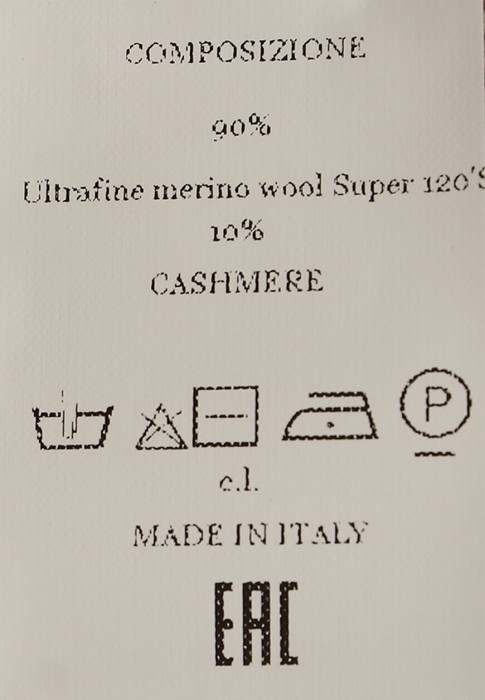 COMPOSIZIONE
90%
Ultrafine merino wool Super 120'S
10%
CASHMERE
P
c.l.
MADE IN ITALY
EAC